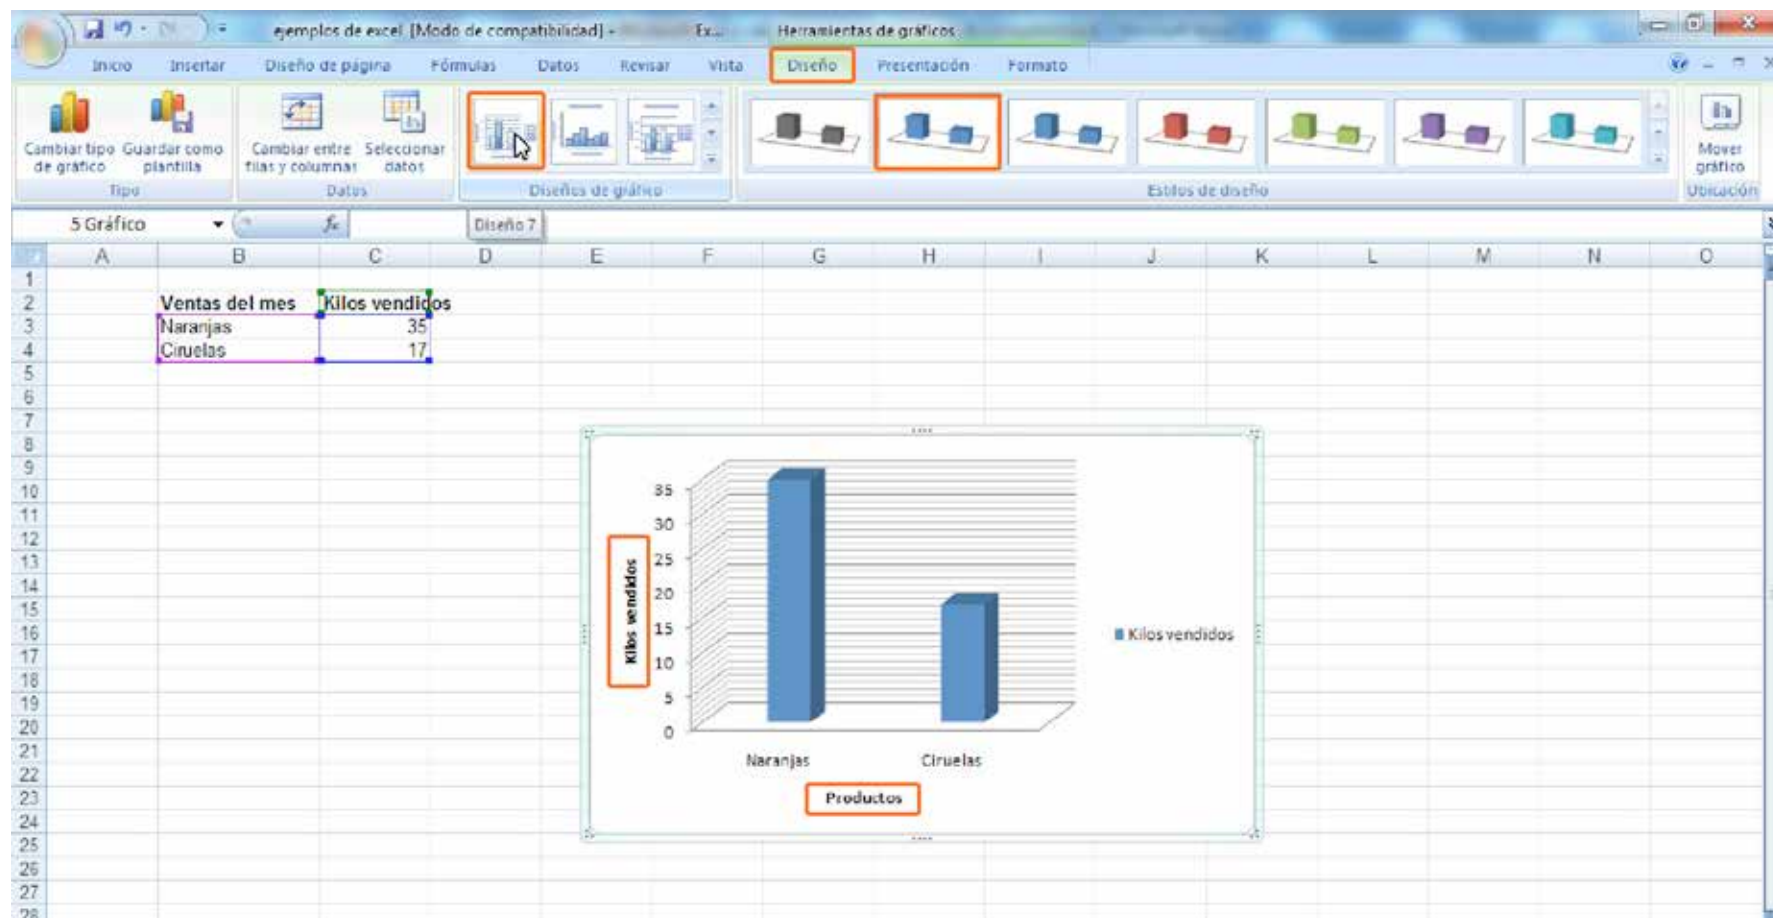 ejemplos de excel [Modo de compatibilidad] - Ex... Herramientas de gráficos
Inicio Insertar Diseño de página Fórmulas Datos Revisar Vista Diseño Presentación Formato
Cambiar tipo de gráfico
Guardar como plantilla
Cambiar entre filas y columnas
Seleccionar datos
Mover gráfico
Tipo Datos Diseños de gráfico Estilos de diseño Ubicación
5 Gráfico fx Diseño 7
A B C D E F G H I J K L M N O
1
2 Ventas del mes Kilos vendidos
3 Naranjas 35
4 Ciruelas 17
5
6
7
8
9
10
11
12
13
14
15
16
17
18
19
20
21
22
23
24
25
26
27
28
35
30
25
20
15
10
5
0
Kilos vendidos
Kilos vendidos
Naranjas Ciruelas
Productos